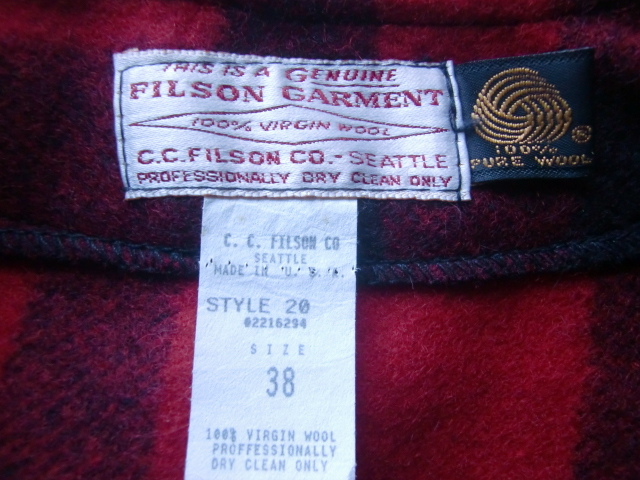 THIS IS A GENUINE
FILSON GARMENT
100% VIRGIN WOOL
C.C. FILSON CO.-SEATTLE
PROFESSIONALLY DRY CLEAN ONLY
100%
PURE WOOL
®
C. C. FILSON CO
SEATTLE
MADE IN U. S. A.
STYLE 20
02216294
SIZE
38
100% VIRGIN WOOL
PROFFESSIONALLY
DRY CLEAN ONLY